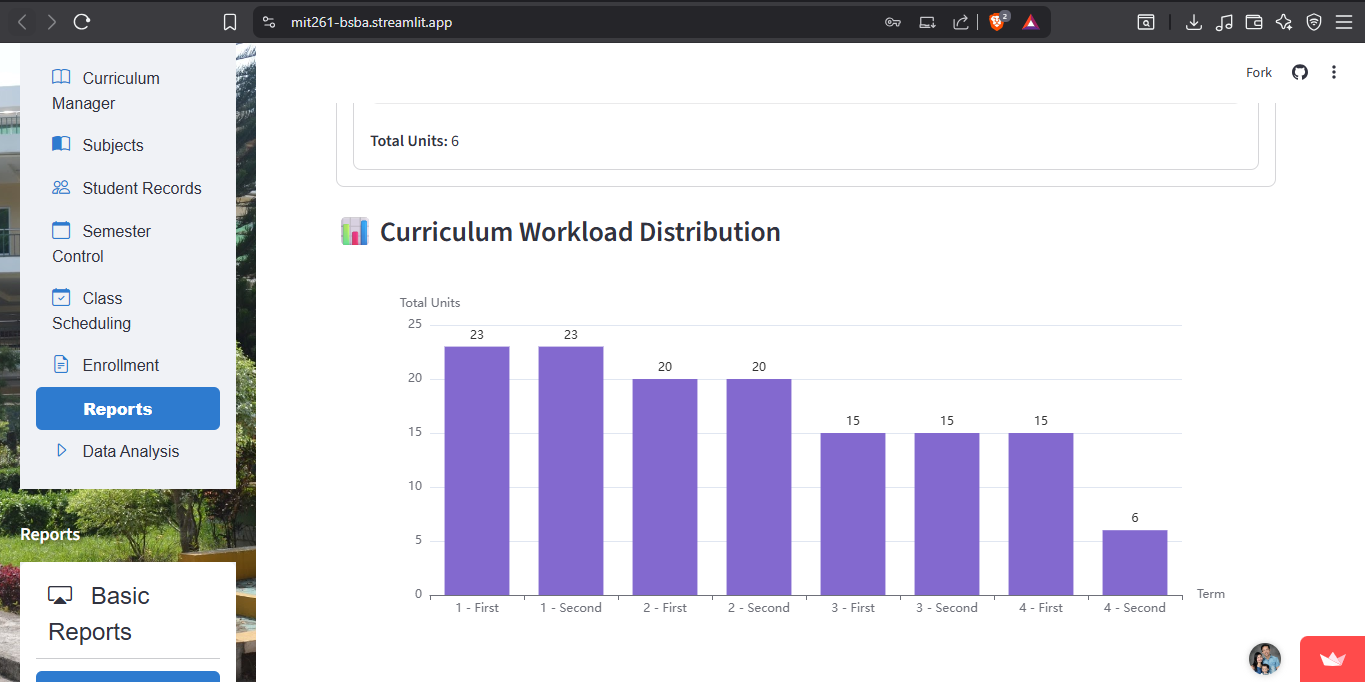 mit261-bsba.streamlit.app
2
Curriculum
Manager
Subjects
Student Records
Semester
Control
Class
Scheduling
Enrollment
Reports
Data Analysis
Reports
Basic
Reports
Fork
Total Units: 6
Curriculum Workload Distribution
Total Units
25
20
15
10
5
0
23
23
20
20
15
15
15
6
1 - First
1 - Second
2 - First
2 - Second
3 - First
3 - Second
4 - First
4 - Second
Term